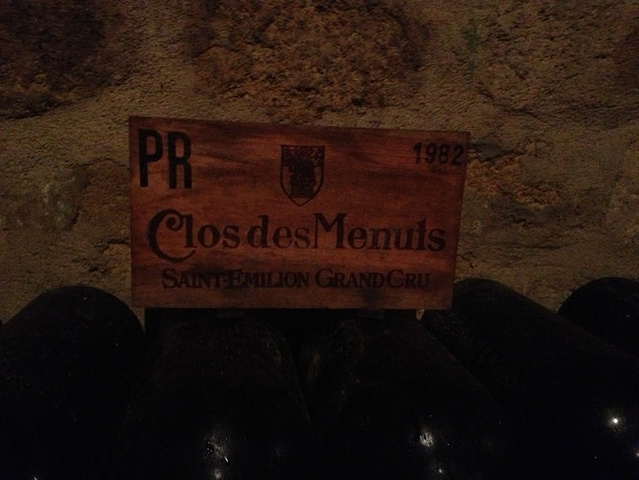 PR 1982
Clos des Menuts
SAINT-EMILION GRAND CRU